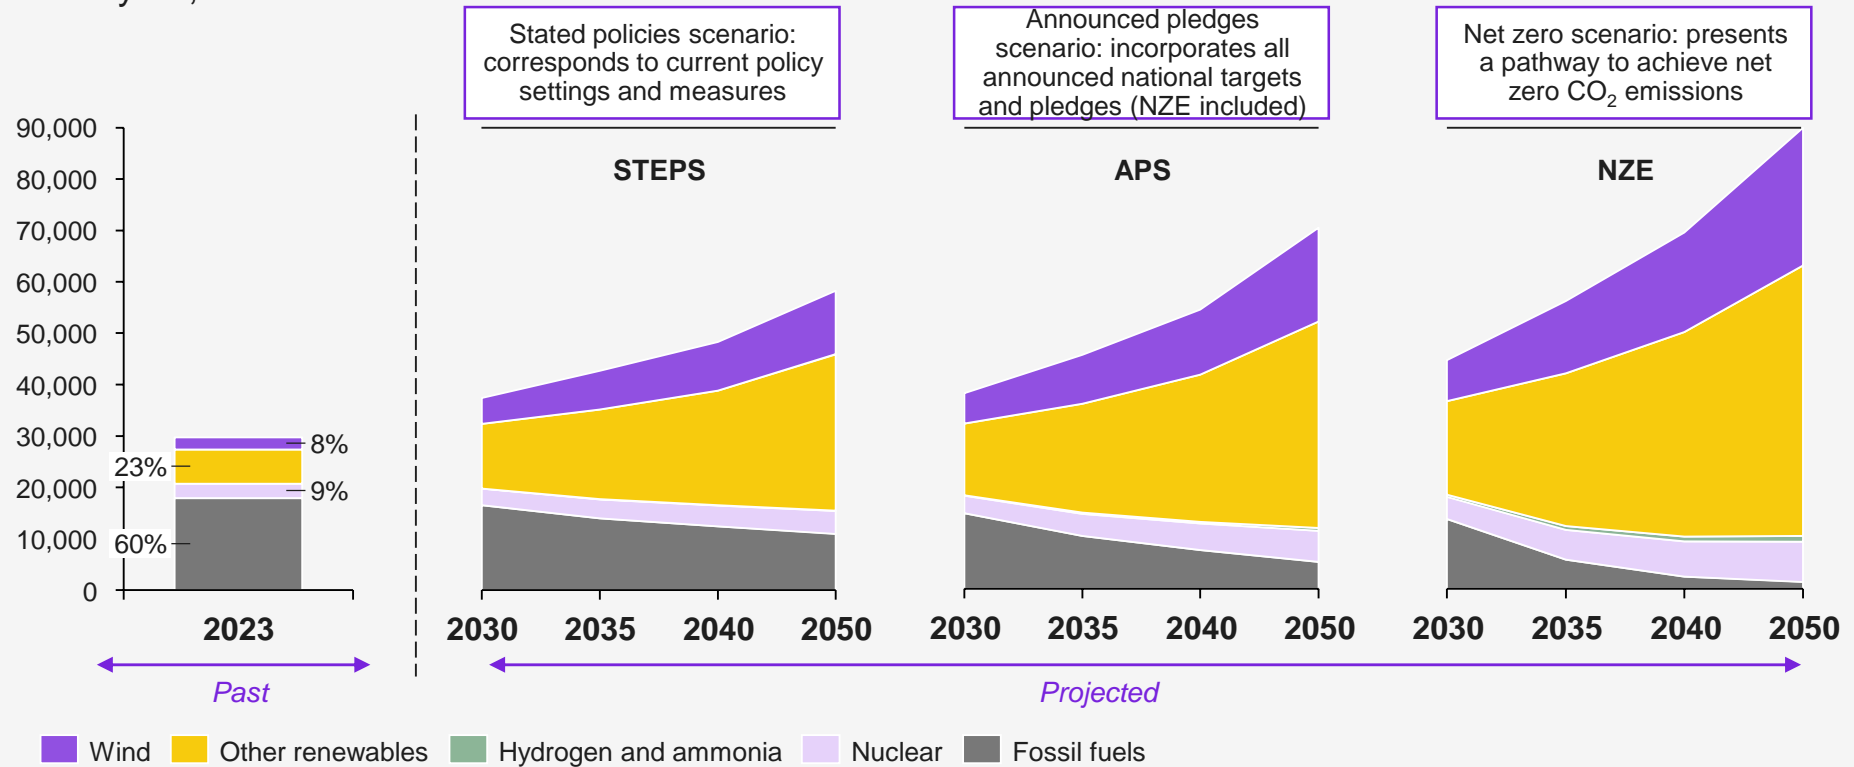 Stated policies scenario:
corresponds to current policy
settings and measures
Announced pledges
scenario: incorporates all
announced national targets
and pledges (NZE included)
Net zero scenario: presents
a pathway to achieve net
zero CO₂ emissions
STEPS
APS
NZE
90,000
80,000
70,000
60,000
50,000
40,000
30,000
20,000
10,000
0
8%
23%
9%
60%
2023
2030 2035 2040 2050
2030 2035 2040 2050
2030 2035 2040 2050
Past
Projected
Wind
Other renewables
Hydrogen and ammonia
Nuclear
Fossil fuels